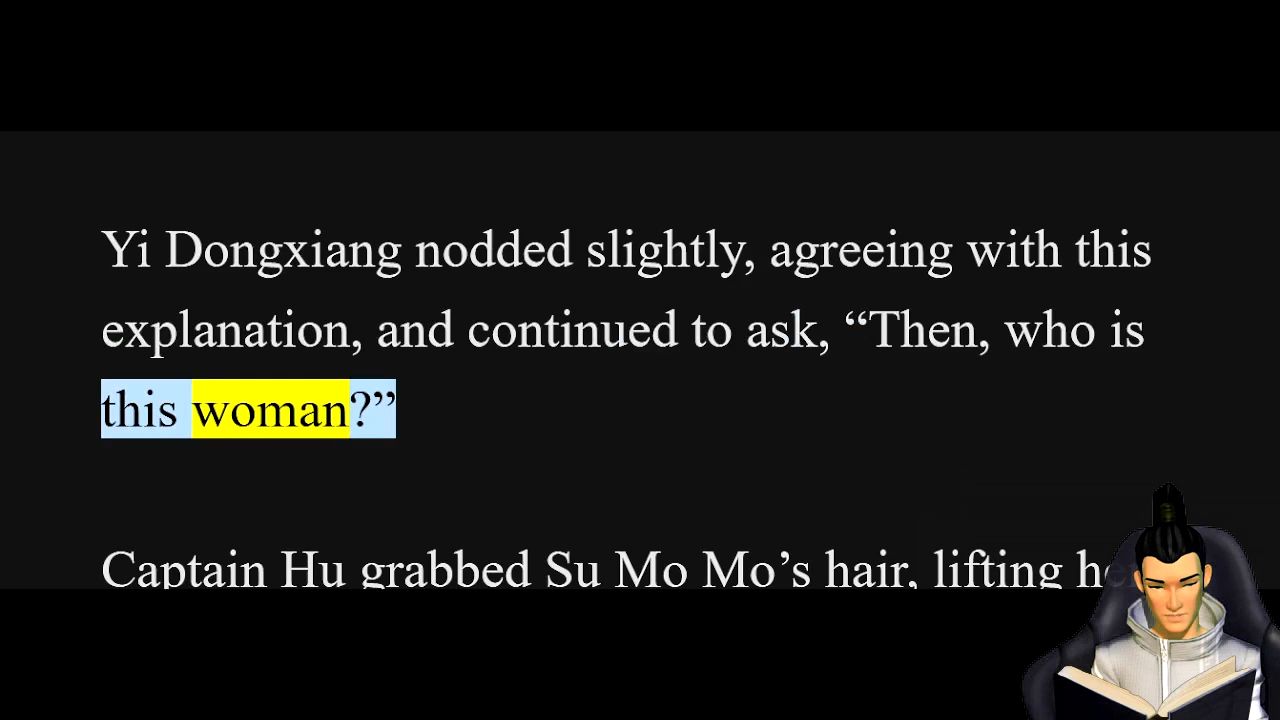 Yi Dongxiang nodded slightly, agreeing with this
explanation, and continued to ask, “Then, who is
this woman?”
Captain Hu grabbed Su Mo Mo’s hair, lifting